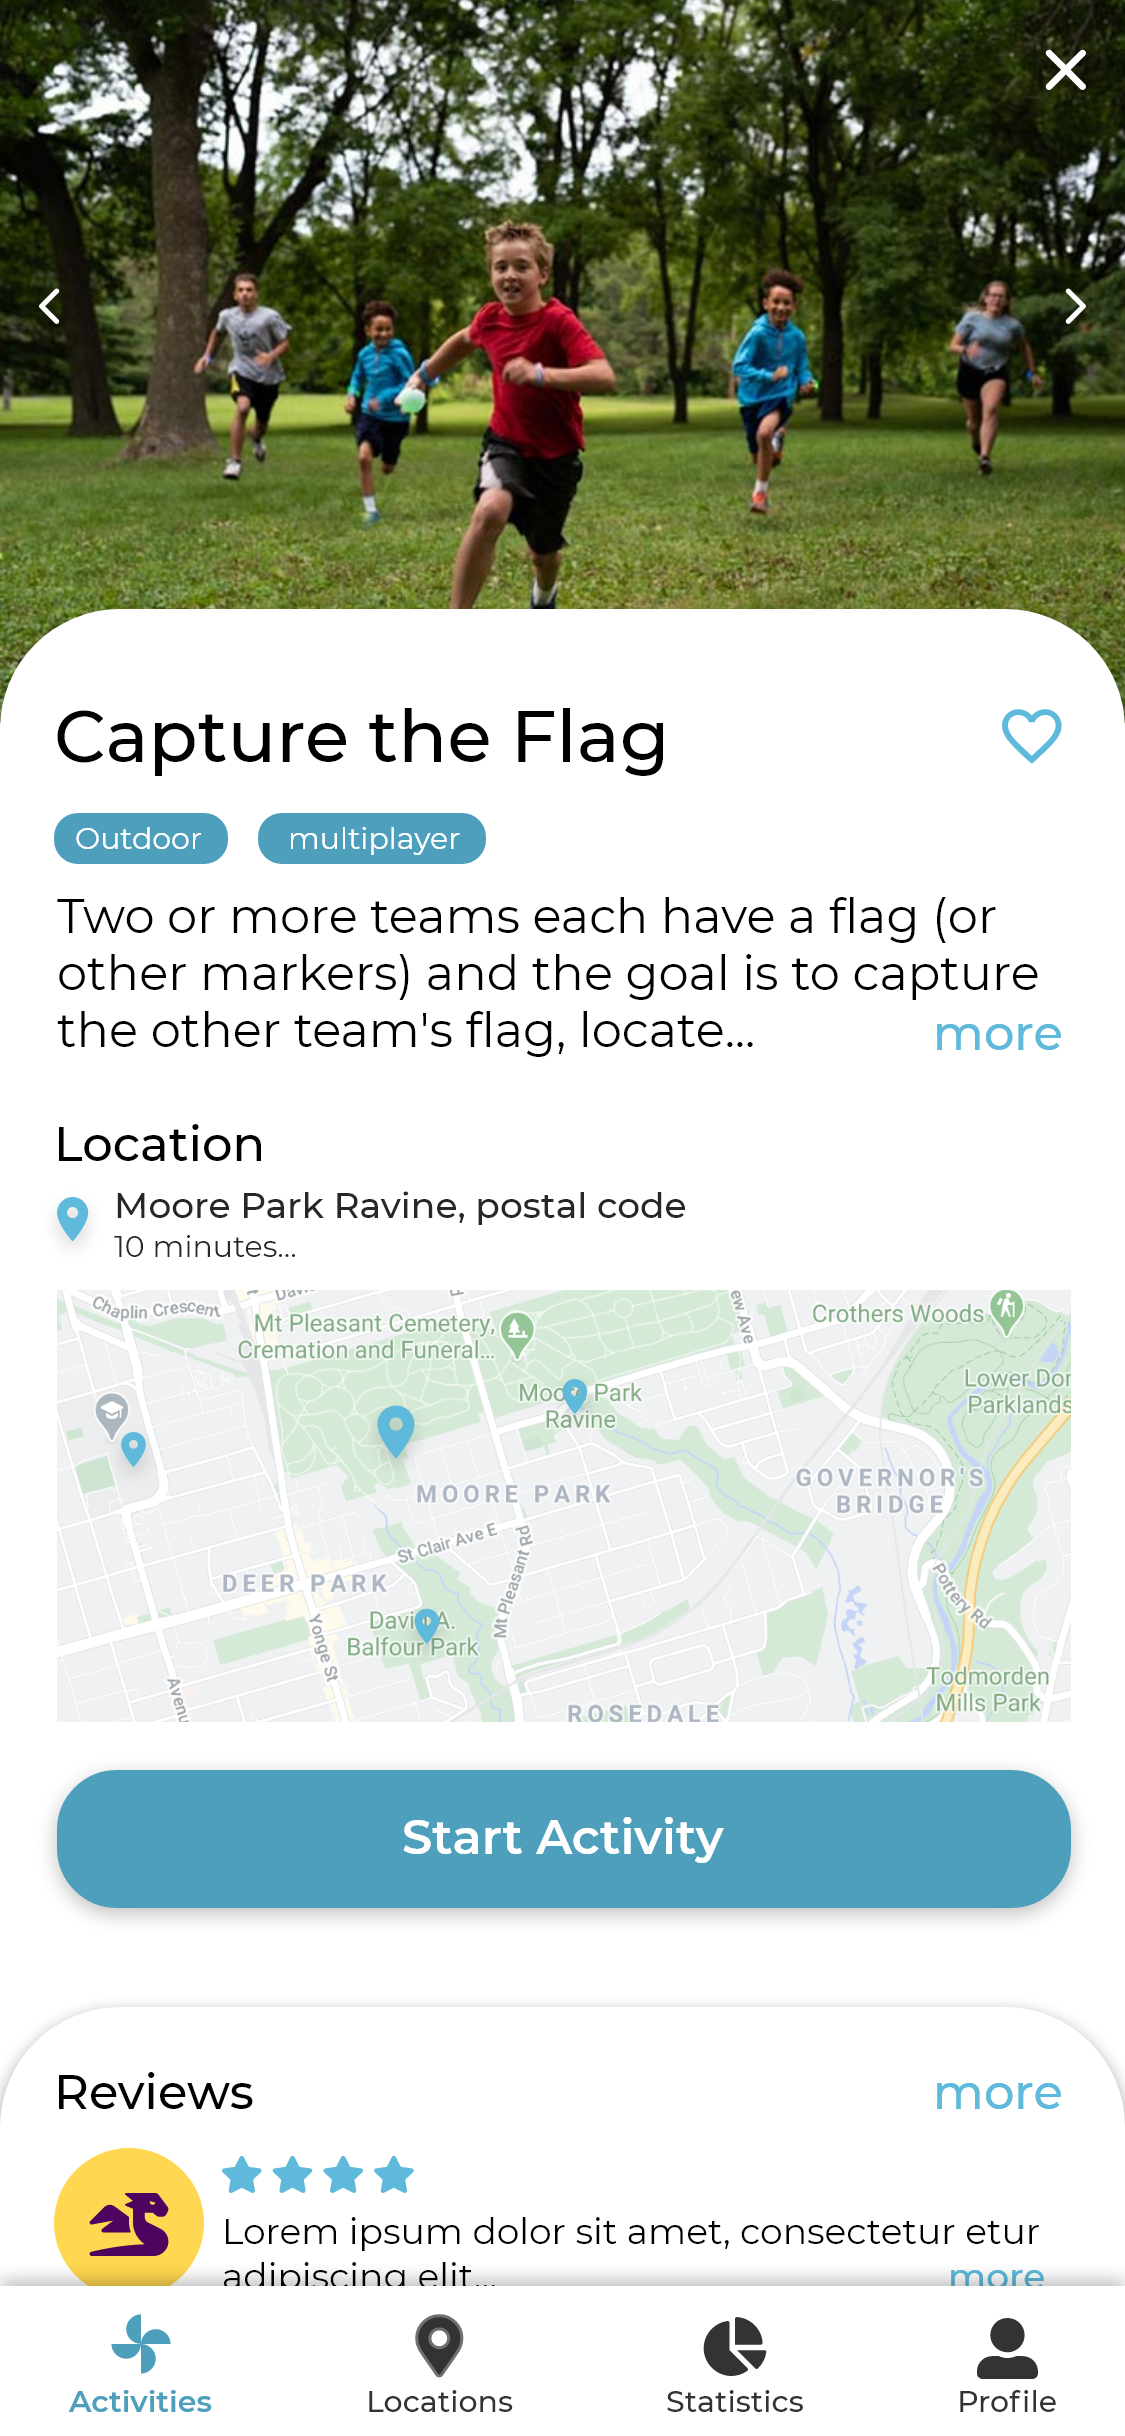 Capture the Flag
Outdoor
multiplayer
Two or more teams each have a flag (or
other markers) and the goal is to capture
the other team's flag, locate...
more
Location
Moore Park Ravine, postal code
10 minutes...
Chaplin Crescent
Mt Pleasant Cemetery,
Cremation and Funeral...
ew Ave
Crothers Woods
Lower Don
Parklands
Park
Ravine
MOORE PARK
GOVERNOR'S
BRIDGE
St Clair Ave E
Mt Pleasant Rd
DEER PARK
Yonge St
A.
Balfour Park
Pottery Rd
Avenu
Todmorden
Mills Park
ROSEDALE
Start Activity
Reviews
more
Lorem ipsum dolor sit amet, consectetur etur
adipiscing elit...
more
Activities
Locations
Statistics
Profile